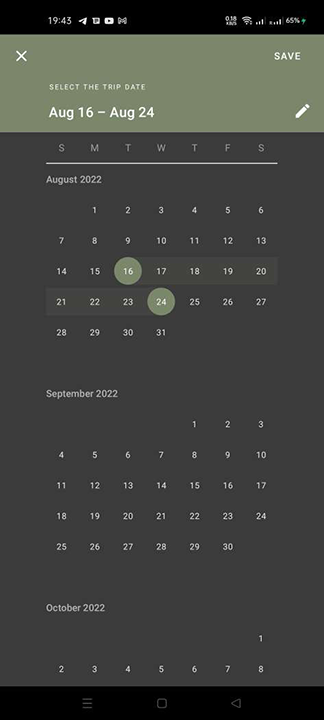 19:43 0.18 KB/S 65%
SAVE
SELECT THE TRIP DATE
Aug 16 – Aug 24
S M T W T F S
August 2022
1 2 3 4 5 6
7 8 9 10 11 12 13
14 15 16 17 18 19 20
21 22 23 24 25 26 27
28 29 30 31
September 2022
1 2 3
4 5 6 7 8 9 10
11 12 13 14 15 16 17
18 19 20 21 22 23 24
25 26 27 28 29 30
October 2022
1
2 3 4 5 6 7 8